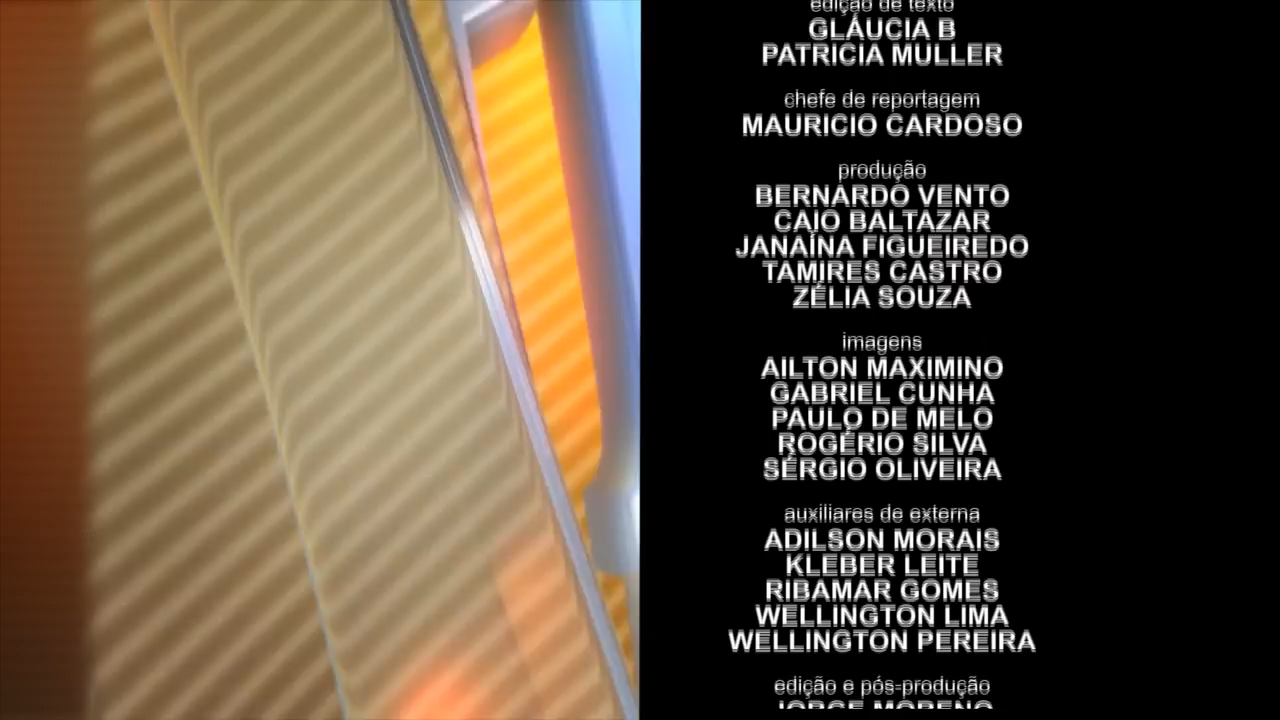 edição de texto
GLÁUCIA B
PATRICIA MULLER
chefe de reportagem
MAURICIO CARDOSO
produção
BERNARDO VENTO
CAIO BALTAZAR
JANAÍNA FIGUEIREDO
TAMIRES CASTRO
ZÉLIA SOUZA
imagens
AILTON MAXIMINO
GABRIEL CUNHA
PAULO DE MELO
ROGÉRIO SILVA
SÉRGIO OLIVEIRA
auxiliares de externa
ADILSON MORAIS
KLEBER LEITE
RIBAMAR GOMES
WELLINGTON LIMA
WELLINGTON PEREIRA
edição e pós-produção
JORGE MORENO